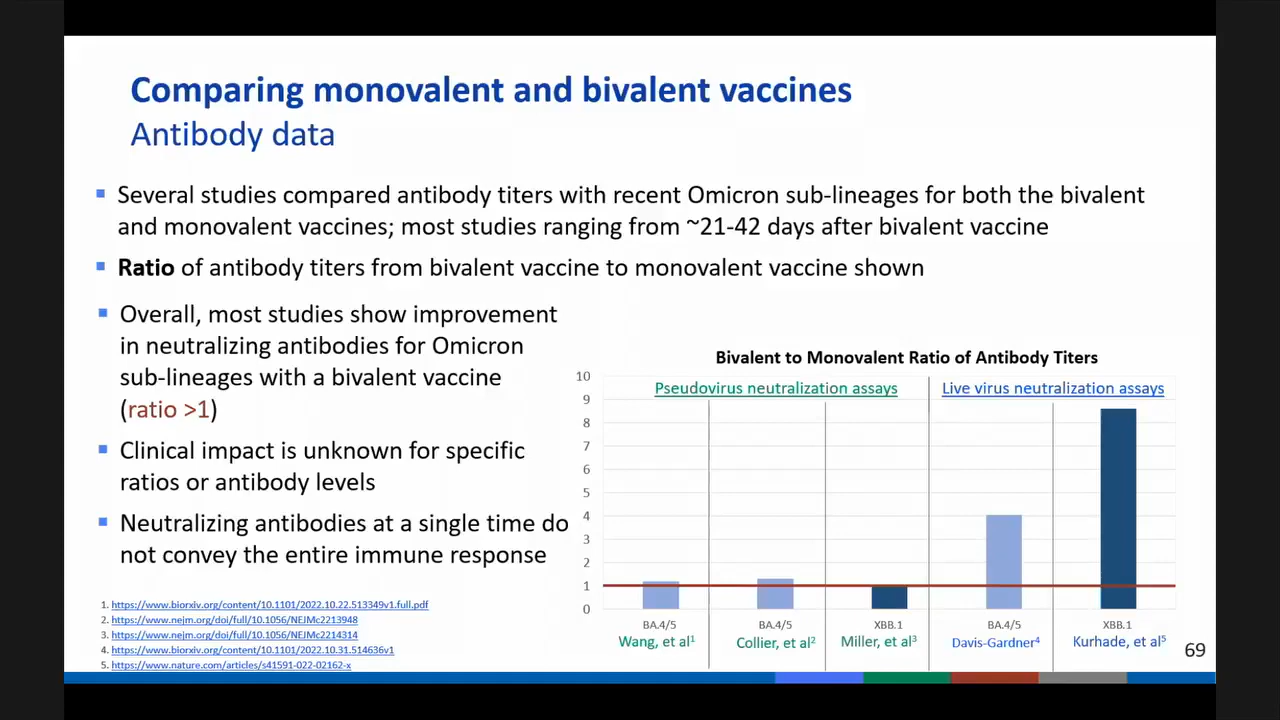 Comparing monovalent and bivalent vaccines
Antibody data
▪ Several studies compared antibody titers with recent Omicron sub-lineages for both the bivalent
and monovalent vaccines; most studies ranging from ~21-42 days after bivalent vaccine
▪ Ratio of antibody titers from bivalent vaccine to monovalent vaccine shown
▪ Overall, most studies show improvement
in neutralizing antibodies for Omicron
sub-lineages with a bivalent vaccine
(ratio >1)
▪ Clinical impact is unknown for specific
ratios or antibody levels
▪ Neutralizing antibodies at a single time do
not convey the entire immune response
Bivalent to Monovalent Ratio of Antibody Titers
Pseudovirus neutralization assays
Live virus neutralization assays
10
9
8
7
6
5
4
3
2
1
0
BA.4/5
BA.4/5
XBB.1
BA.4/5
XBB.1
Wang, et al¹
Collier, et al²
Miller, et al³
Davis-Gardner⁴
Kurhade, et al⁵
1. https://www.biorxiv.org/content/10.1101/2022.10.22.513349v1.full.pdf
2. https://www.nejm.org/doi/full/10.1056/NEJMc2213948
3. https://www.nejm.org/doi/full/10.1056/NEJMc2214314
4. https://www.biorxiv.org/content/10.1101/2022.10.31.514636v1
5. https://www.nature.com/articles/s41591-022-02162-x
69